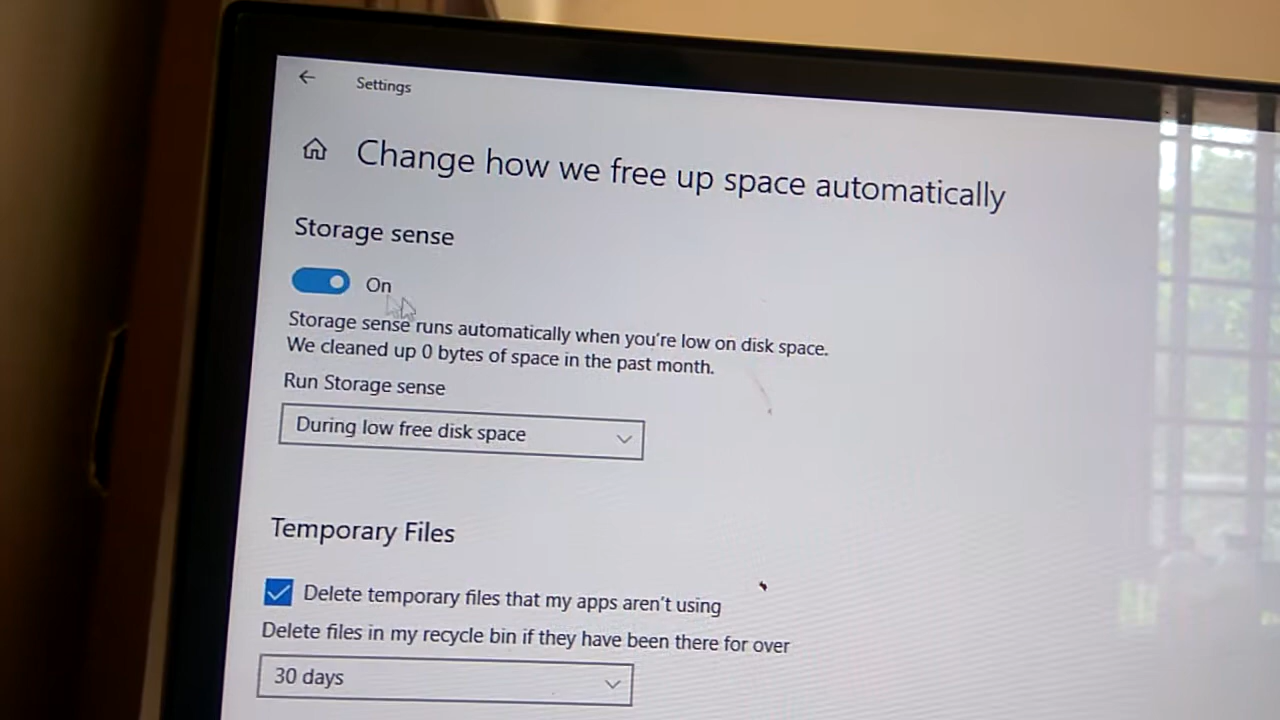 Settings
Change how we free up space automatically
Storage sense
On
Storage sense runs automatically when you're low on disk space.
We cleaned up 0 bytes of space in the past month.
Run Storage sense
During low free disk space
Temporary Files
Delete temporary files that my apps aren't using
Delete files in my recycle bin if they have been there for over
30 days